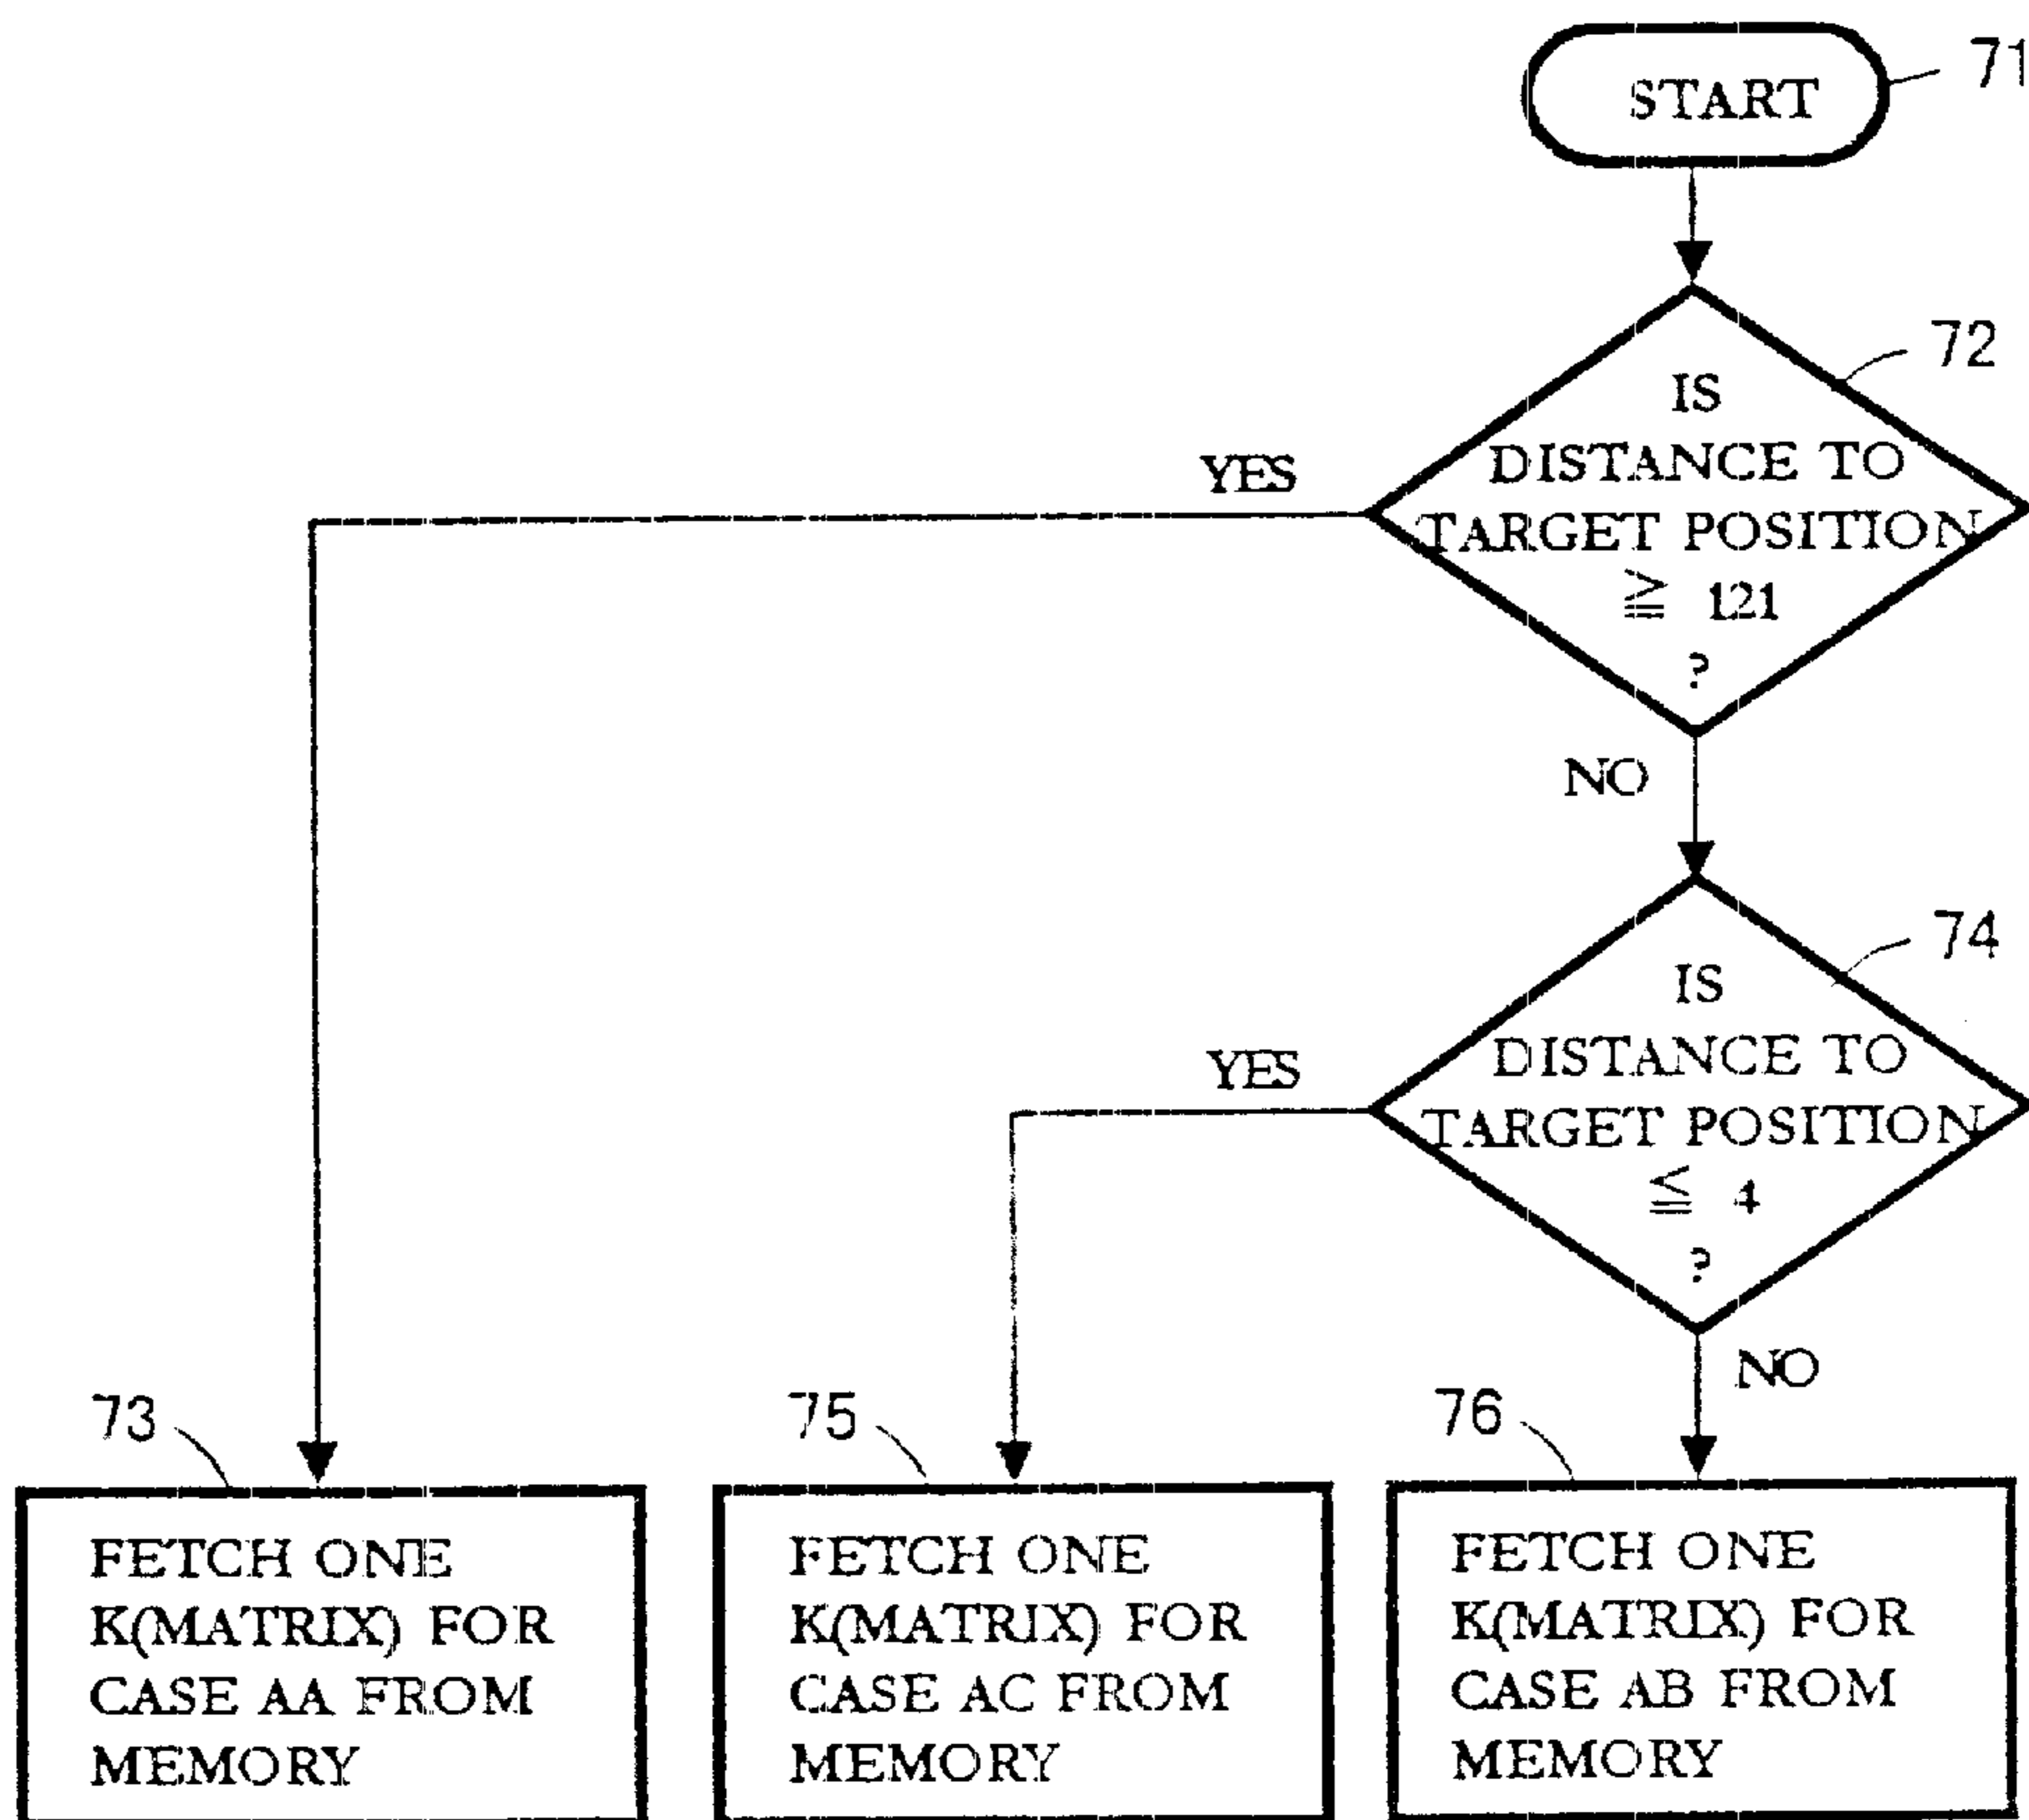 START
71
72
IS
DISTANCE TO
TARGET POSITION
≧ 121
?
YES
NO
74
IS
DISTANCE TO
TARGET POSITION
≦ 4
?
YES
NO
73
FETCH ONE
K(MATRIX) FOR
CASE AA FROM
MEMORY
75
FETCH ONE
K(MATRIX) FOR
CASE AC FROM
MEMORY
76
FETCH ONE
K(MATRIX) FOR
CASE AB FROM
MEMORY